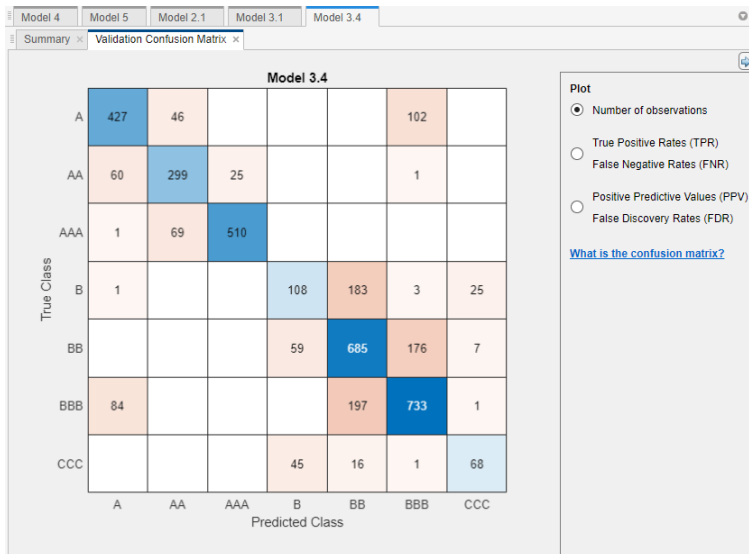 Model 4 Model 5 Model 2.1 Model 3.1 Model 3.4
Summary × Validation Confusion Matrix ×
Model 3.4
A 427 46 102
AA 60 299 25 1
AAA 1 69 510
B 1 108 183 3 25
BB 59 685 176 7
BBB 84 197 733 1
CCC 45 16 1 68
A AA AAA B BB BBB CCC
True Class
Predicted Class
Plot
Number of observations
True Positive Rates (TPR)
False Negative Rates (FNR)
Positive Predictive Values (PPV)
False Discovery Rates (FDR)
What is the confusion matrix?